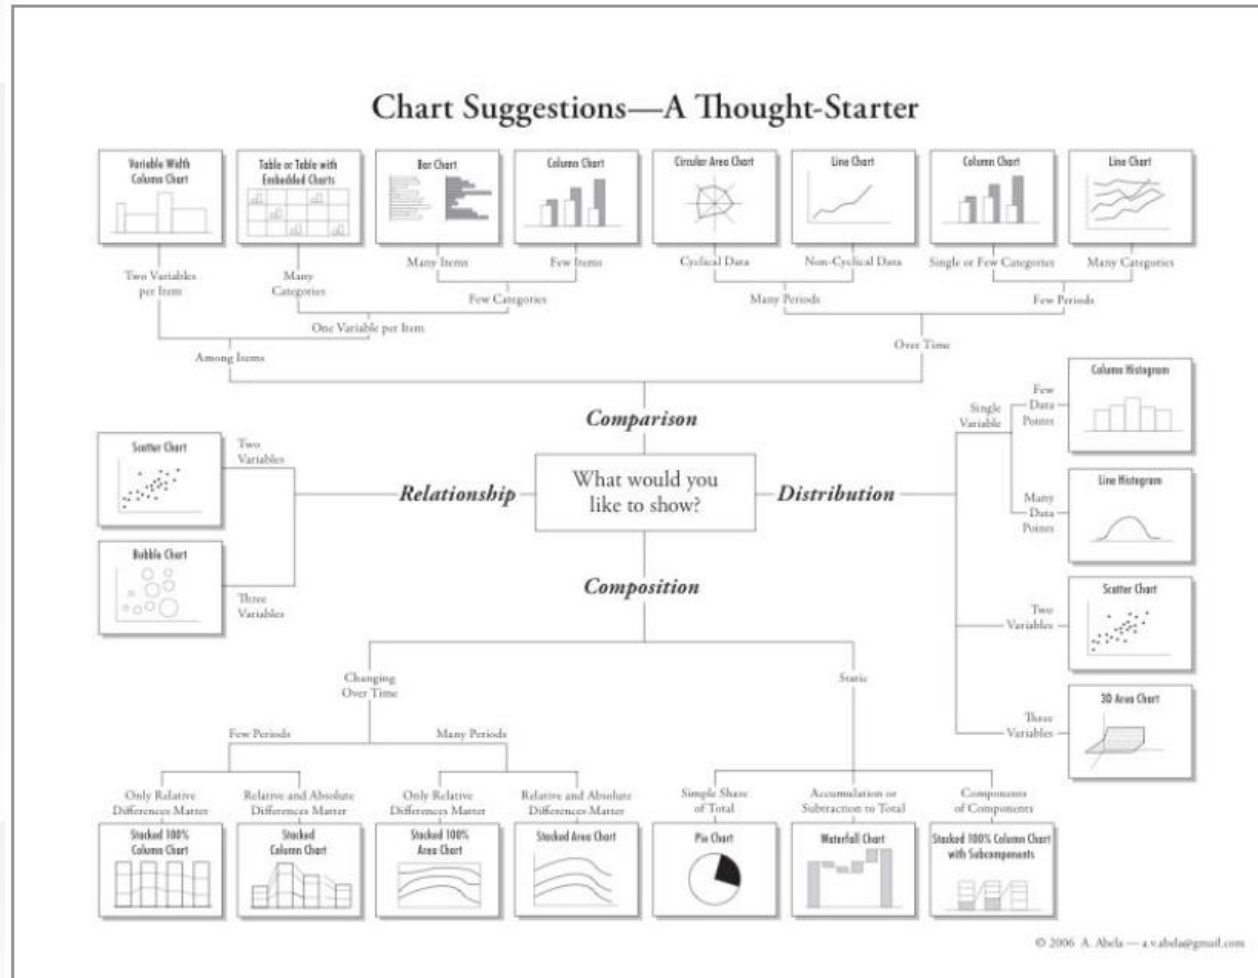 Chart Suggestions—A Thought-Starter
Variable Width
Column Chart
Table or Table with
Embedded Charts
Bar Chart
Column Chart
Circular Area Chart
Line Chart
Column Chart
Line Chart
Two Variables
per Item
Many
Categories
Many Items
Few Items
Cyclical Data
Non-Cyclical Data
Single or Few Categories
Many Categories
Few Categories
Many Periods
Few Periods
One Variable per Item
Among Items
Over Time
Comparison
What would you
like to show?
Relationship
Two
Variables
Scatter Chart
Three
Variables
Bubble Chart
Distribution
Single
Variable
Few
Data
Points
Column Histogram
Many
Data
Points
Line Histogram
Two
Variables
Scatter Chart
Three
Variables
3D Area Chart
Composition
Changing
Over Time
Static
Few Periods
Many Periods
Only Relative
Differences Matter
Relative and Absolute
Differences Matter
Only Relative
Differences Matter
Relative and Absolute
Differences Matter
Simple Share
of Total
Accumulation or
Subtraction to Total
Components
of Components
Stacked 100%
Column Chart
Stacked
Column Chart
Stacked 100%
Area Chart
Stacked Area Chart
Pie Chart
Waterfall Chart
Stacked 100% Column Chart
with Subcomponents
© 2006 A. Abela — a.v.abela@gmail.com